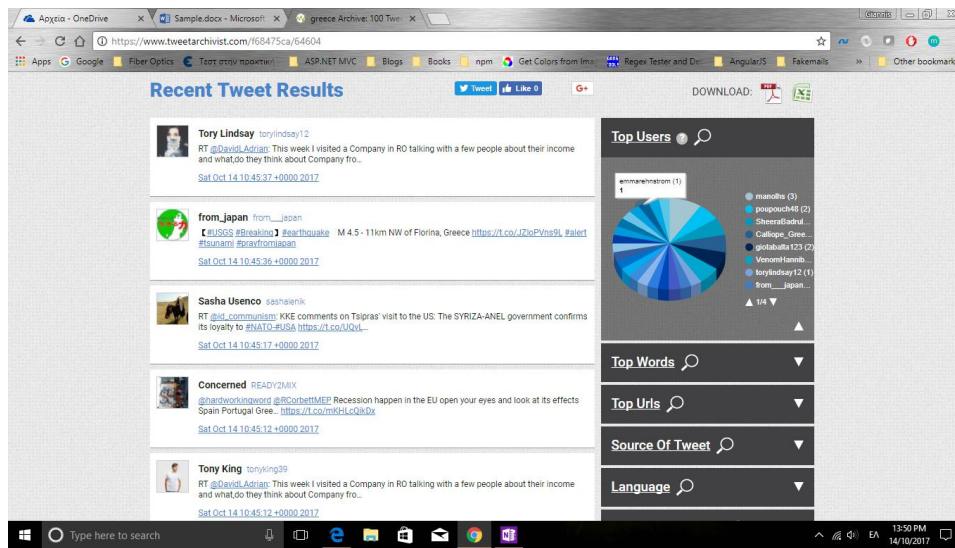 Αρχεία - OneDrive
Sample.docx - Microsoft
greece Archive: 100 Twe
Giannis
https://www.tweetarchivist.com/f68475ca/64604
Apps
Google
Fiber Optics
Τεστ στην πρακτική
ASP.NET MVC
Blogs
Books
npm
Get Colors from Ima
Regex Tester and De
AngularJS
Fakemails
»
Other bookmark
Recent Tweet Results
Tweet
Like 0
G+
DOWNLOAD:
Tory Lindsay torylindsay12
RT @DavidLAdrian: This week I visited a Company in RO talking with a few people about their income
and what,do they think about Company fro...
Sat Oct 14 10:45:37 +0000 2017
from_japan from___japan
【#USGS #Breaking】#earthquake M 4.5 - 11km NW of Florina, Greece https://t.co/JZloPVns9L #alert
#tsunami #prayfromjapan
Sat Oct 14 10:45:36 +0000 2017
Sasha Usenco sashaienik
RT @id_communism: KKE comments on Tsipras' visit to the US: The SYRIZA-ANEL government confirms
its loyalty to #NATO-#USA https://t.co/UQvL...
Sat Oct 14 10:45:17 +0000 2017
Concerned READY2MIX
@hardworkingword @RCorbettMEP Recession happen in the EU open your eyes and look at its effects
Spain Portugal Gree... https://t.co/mKHLcQikDx
Sat Oct 14 10:45:12 +0000 2017
Tony King tonyking39
RT @DavidLAdrian: This week I visited a Company in RO talking with a few people about their income
and what,do they think about Company fro...
Sat Oct 14 10:45:12 +0000 2017
Top Users
emmarehnstrom (1)
1
manolhs (3)
poupouch48 (2)
SheeraBadrul...
Calliope_Gree...
giotaballa123 (2)
VenomHannib...
torylindsay12 (1)
from___japan...
1/4
Top Words
Top Urls
Source Of Tweet
Language
Type here to search
ΕΛ
13:50 PM
14/10/2017